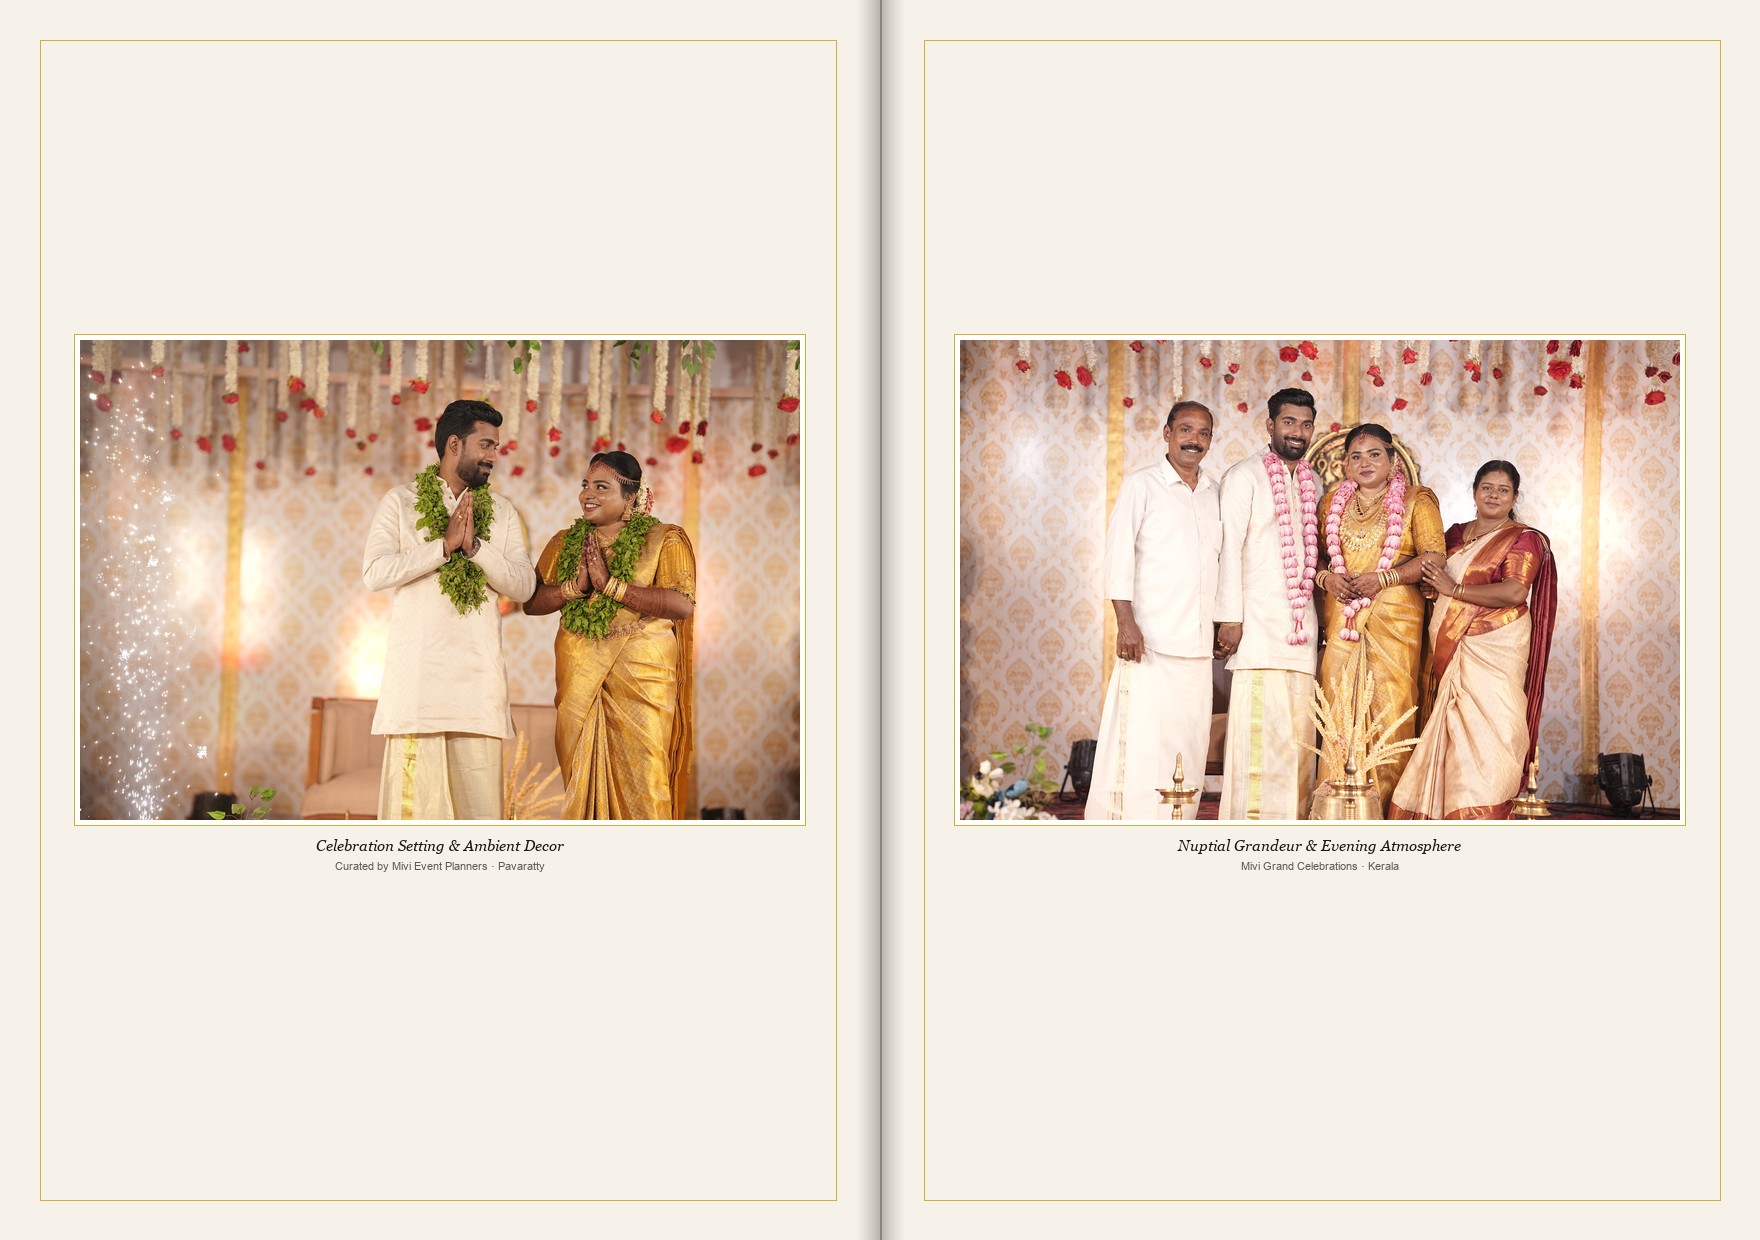 Celebration Setting & Ambient Decor
Curated by Mivi Event Planners · Pavaratty
Nuptial Grandeur & Evening Atmosphere
Mivi Grand Celebrations · Kerala